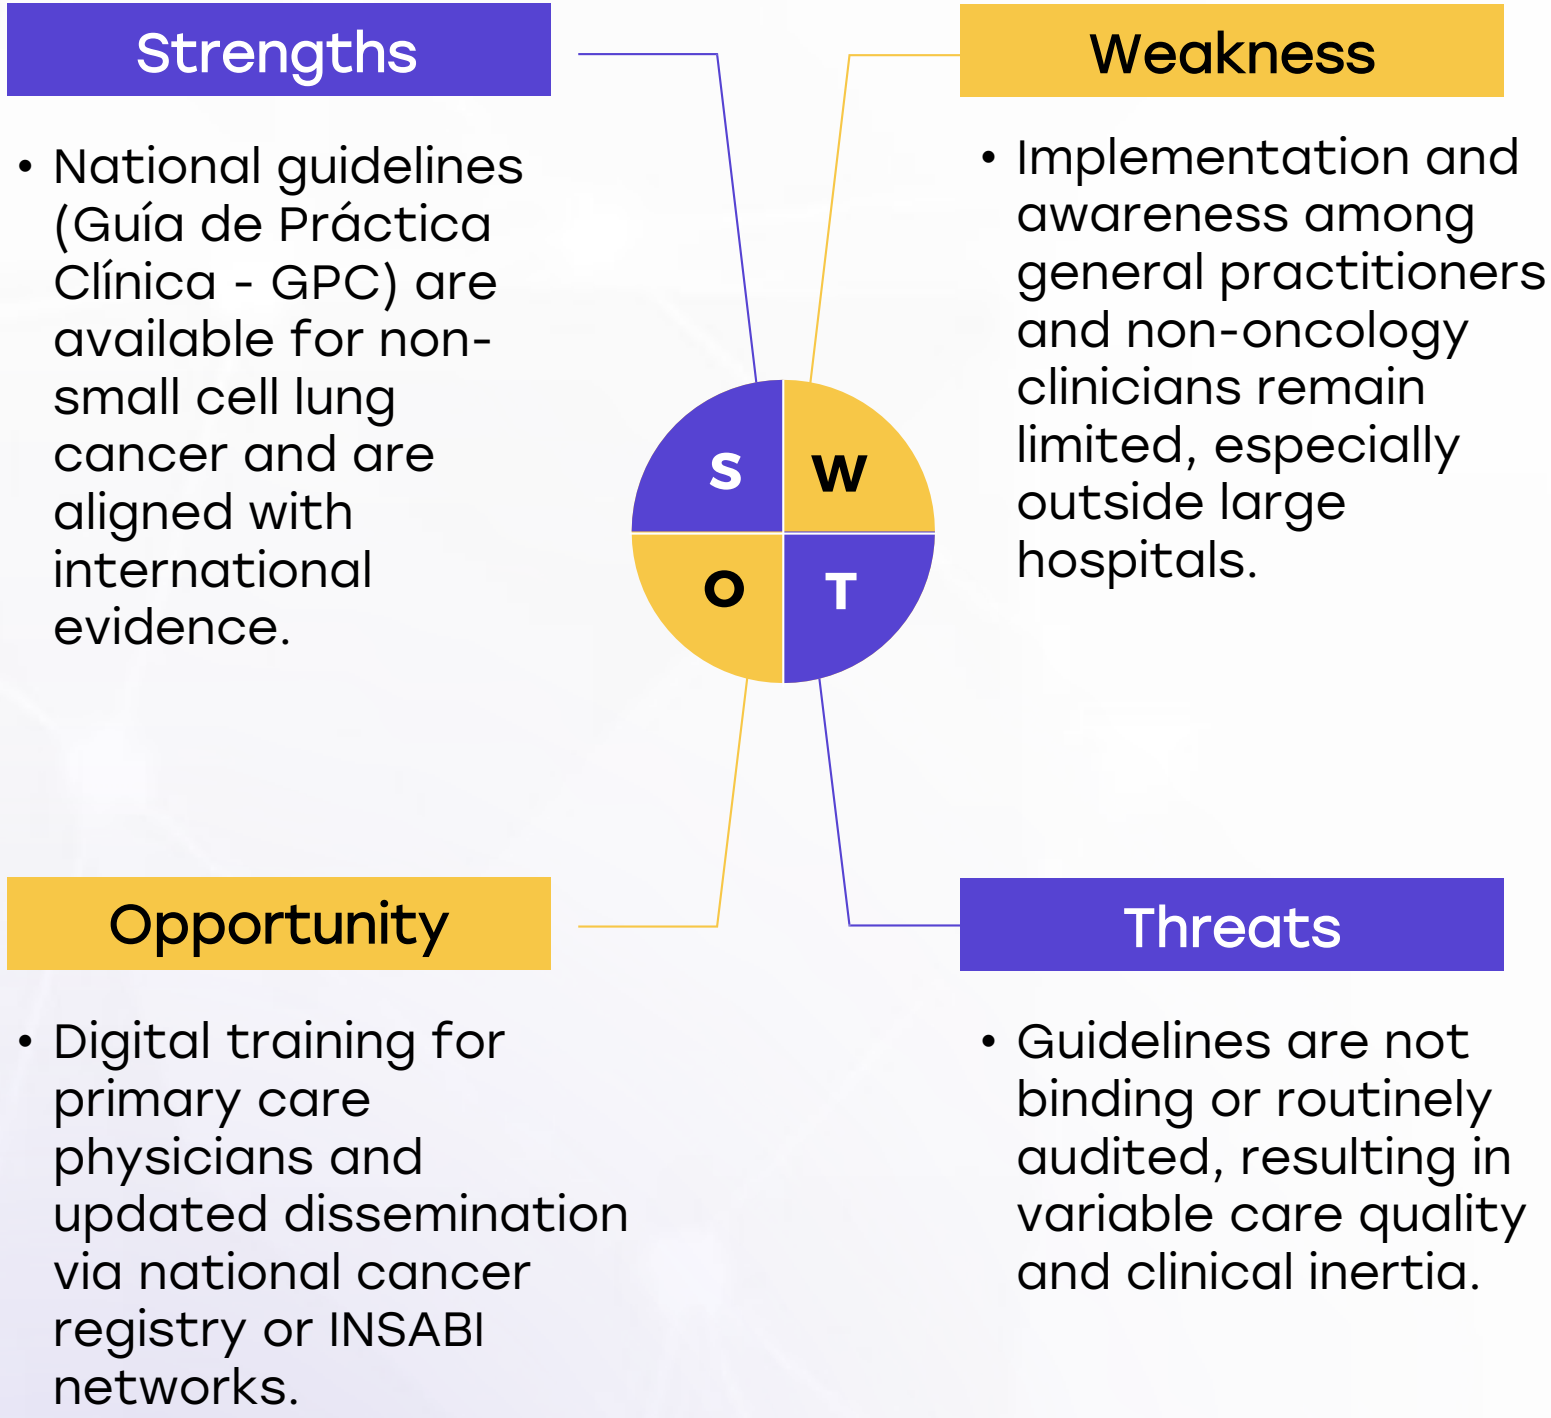 Strengths
• National guidelines
(Guía de Práctica
Clínica - GPC) are
available for non-
small cell lung
cancer and are
aligned with
international
evidence.
Weakness
• Implementation and
awareness among
general practitioners
and non-oncology
clinicians remain
limited, especially
outside large
hospitals.
S W
O T
Opportunity
• Digital training for
primary care
physicians and
updated dissemination
via national cancer
registry or INSABI
networks.
Threats
• Guidelines are not
binding or routinely
audited, resulting in
variable care quality
and clinical inertia.